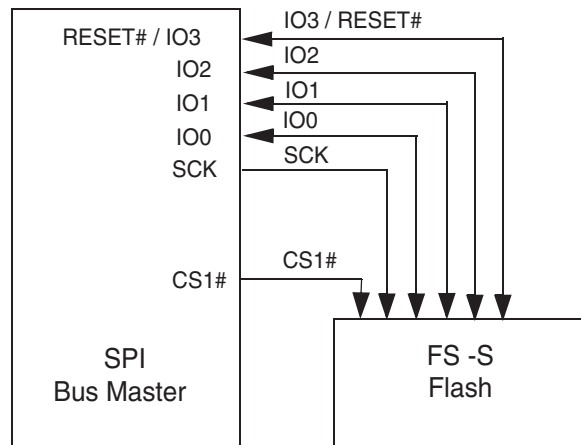 RESET# / IO3
IO3 / RESET#
IO2
IO2
IO1
IO1
IO0
IO0
SCK
SCK
CS1#
CS1#
SPI
Bus Master
FS -S
Flash